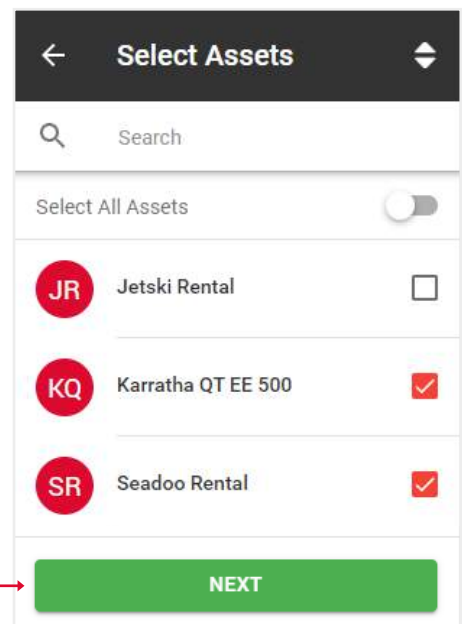 Select Assets
Search
Select All Assets
JR Jetski Rental
KQ Karratha QT EE 500
SR Seadoo Rental
NEXT